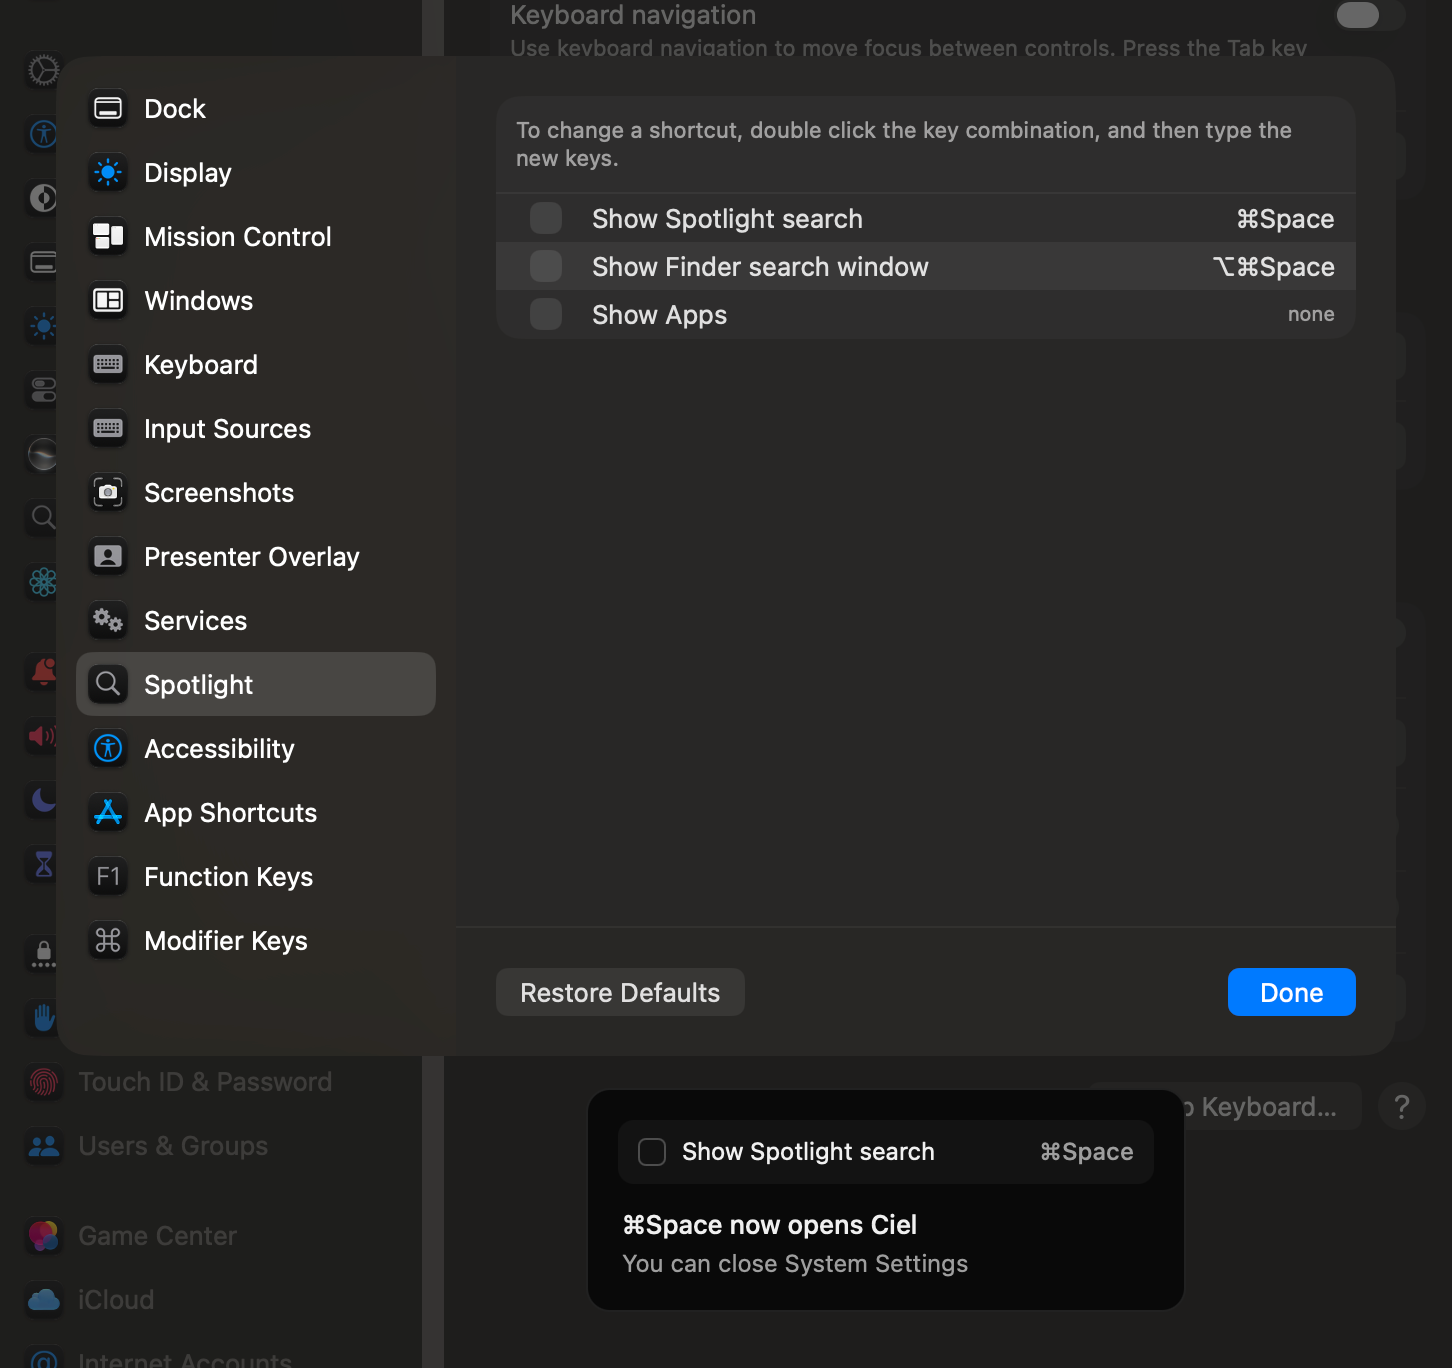 Keyboard navigation
Use keyboard navigation to move focus between controls. Press the Tab key
Dock
Display
Mission Control
Windows
Keyboard
Input Sources
Screenshots
Presenter Overlay
Services
Spotlight
Accessibility
App Shortcuts
F1 Function Keys
Modifier Keys
To change a shortcut, double click the key combination, and then type the
new keys.
Show Spotlight search ⌘Space
Show Finder search window ⌥⌘Space
Show Apps none
Restore Defaults
Done
Touch ID & Password
Users & Groups
Game Center
iCloud
Internet Accounts
Keyboard...
?
Show Spotlight search ⌘Space
⌘Space now opens Ciel
You can close System Settings